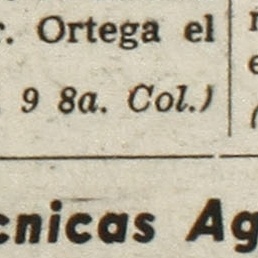 r. Ortega el
9 8a. Col.)
cnicas Ag